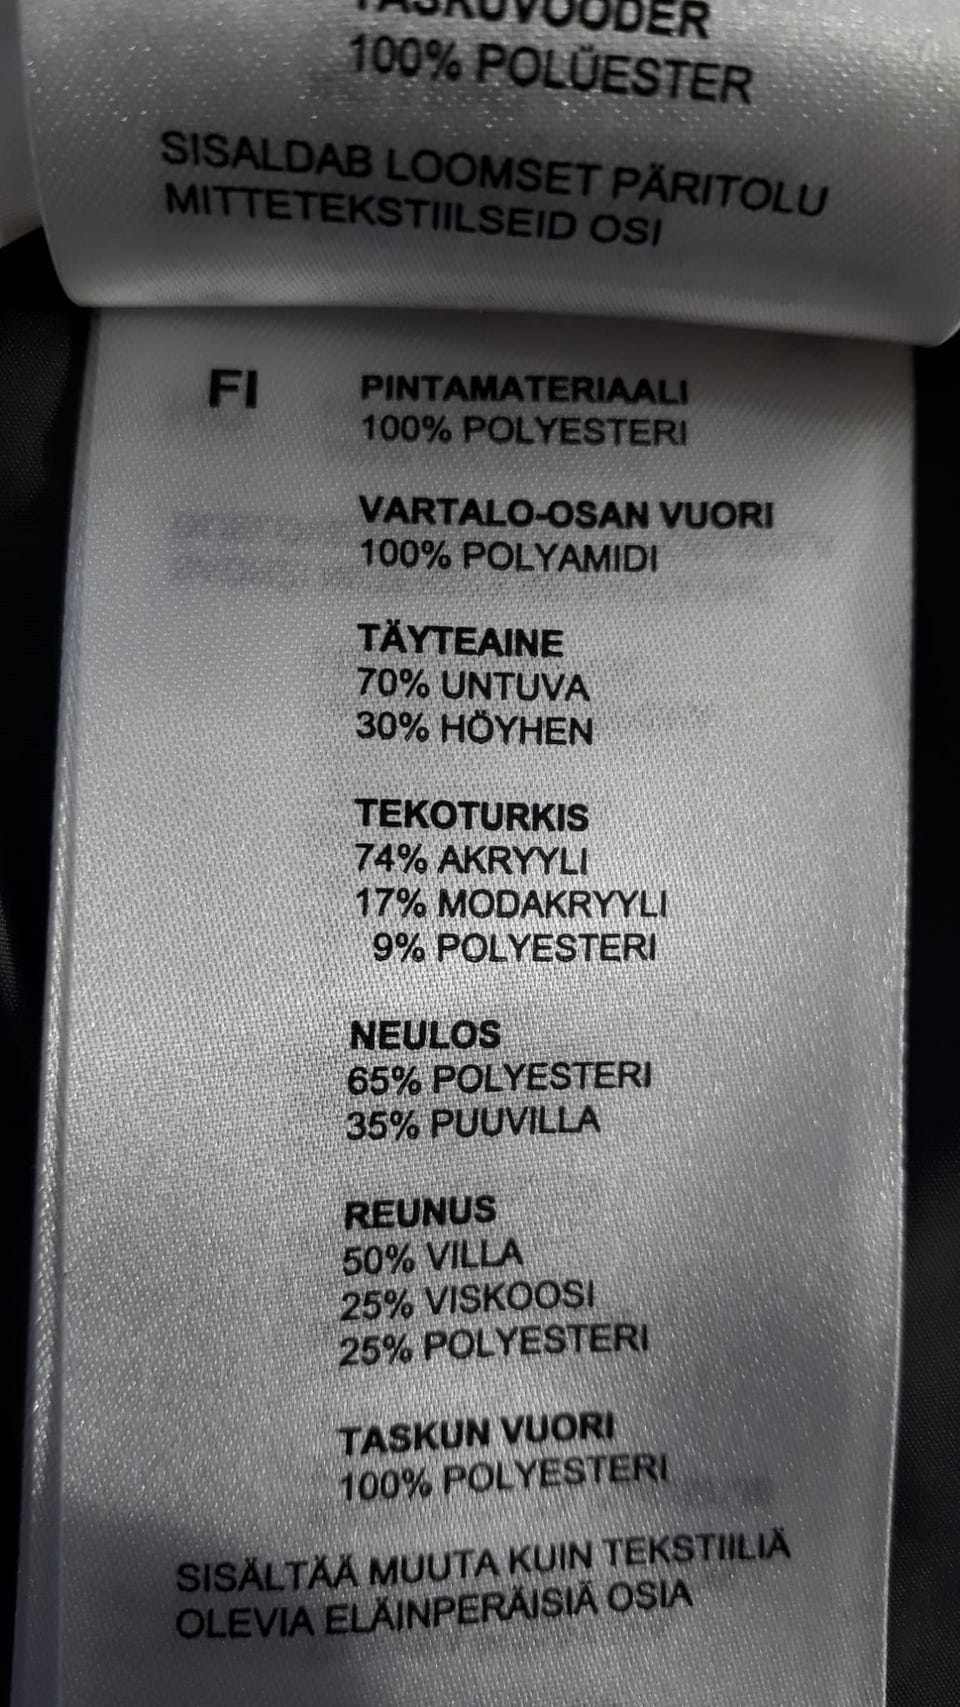 TASKUVOODER
100% POLÜESTER
SISALDAB LOOMSET PÄRITOLU
MITTETEKSTIILSEID OSI
FI
PINTAMATERIAALI
100% POLYESTERI
VARTALO-OSAN VUORI
100% POLYAMIDI
TÄYTEAINE
70% UNTUVA
30% HÖYHEN
TEKOTURKIS
74% AKRYYLI
17% MODAKRYYLI
9% POLYESTERI
NEULOS
65% POLYESTERI
35% PUUVILLA
REUNUS
50% VILLA
25% VISKOOSI
25% POLYESTERI
TASKUN VUORI
100% POLYESTERI
SISÄLTÄÄ MUUTA KUIN TEKSTIILIÄ
OLEVIA ELÄINPERÄISIÄ OSIA